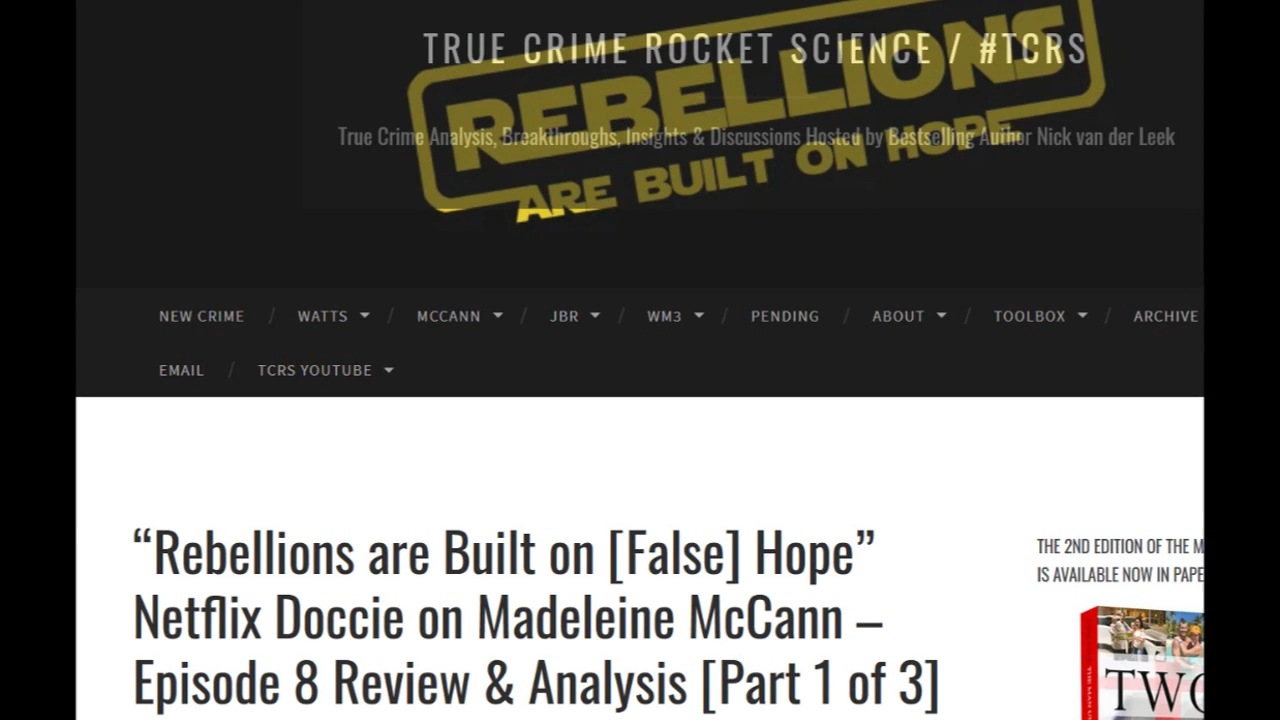 TRUE CRIME ROCKET SCIENCE / #TCRS
REBELLIONS
ARE BUILT ON HOPE
True Crime Analysis, Breakthroughs, Insights & Discussions Hosted by Bestselling Author Nick van der Leek
NEW CRIME / WATTS / MCCANN / JBR / WM3 / PENDING / ABOUT / TOOLBOX / ARCHIVE
EMAIL / TCRS YOUTUBE
“Rebellions are Built on [False] Hope”
Netflix Doccie on Madeleine McCann –
Episode 8 Review & Analysis [Part 1 of 3]
THE 2ND EDITION OF THE M
IS AVAILABLE NOW IN PAPE
TWO